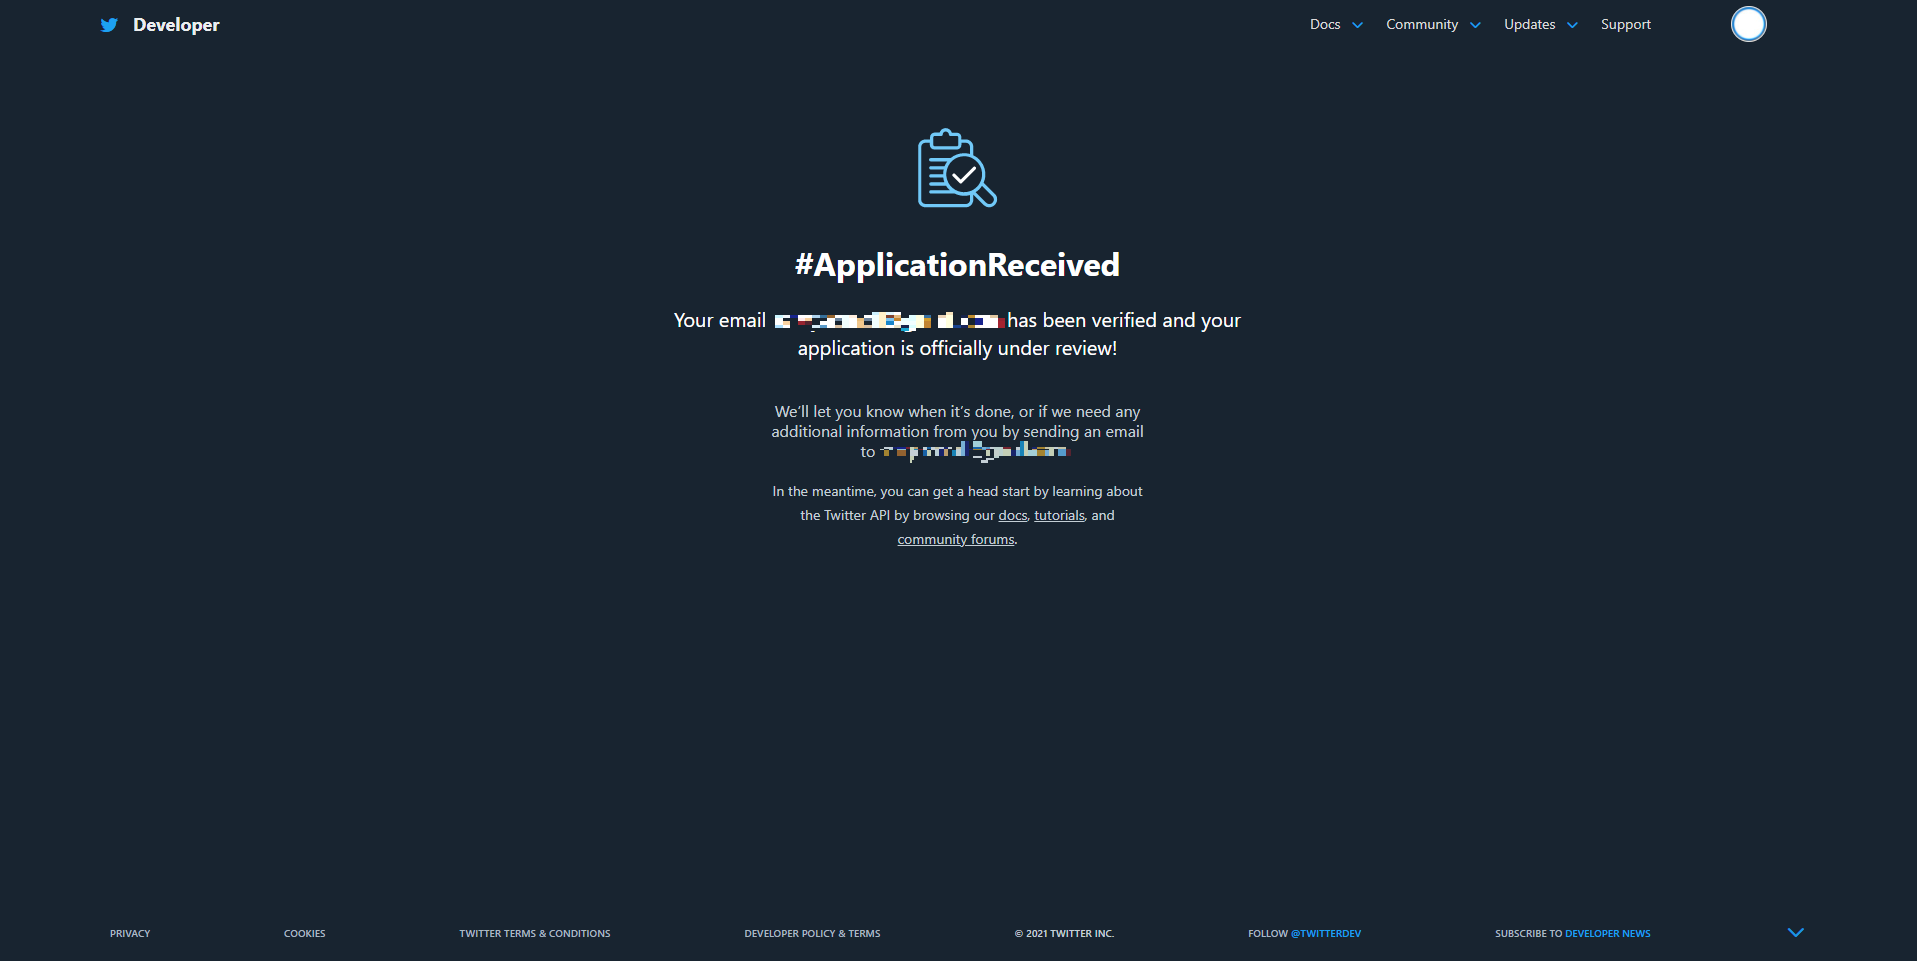 Developer
Docs
Community
Updates
Support
#ApplicationReceived
Your email has been verified and your
application is officially under review!
We’ll let you know when it’s done, or if we need any
additional information from you by sending an email
to
In the meantime, you can get a head start by learning about
the Twitter API by browsing our docs, tutorials, and
community forums.
PRIVACY
COOKIES
TWITTER TERMS & CONDITIONS
DEVELOPER POLICY & TERMS
© 2021 TWITTER INC.
FOLLOW @TWITTERDEV
SUBSCRIBE TO DEVELOPER NEWS